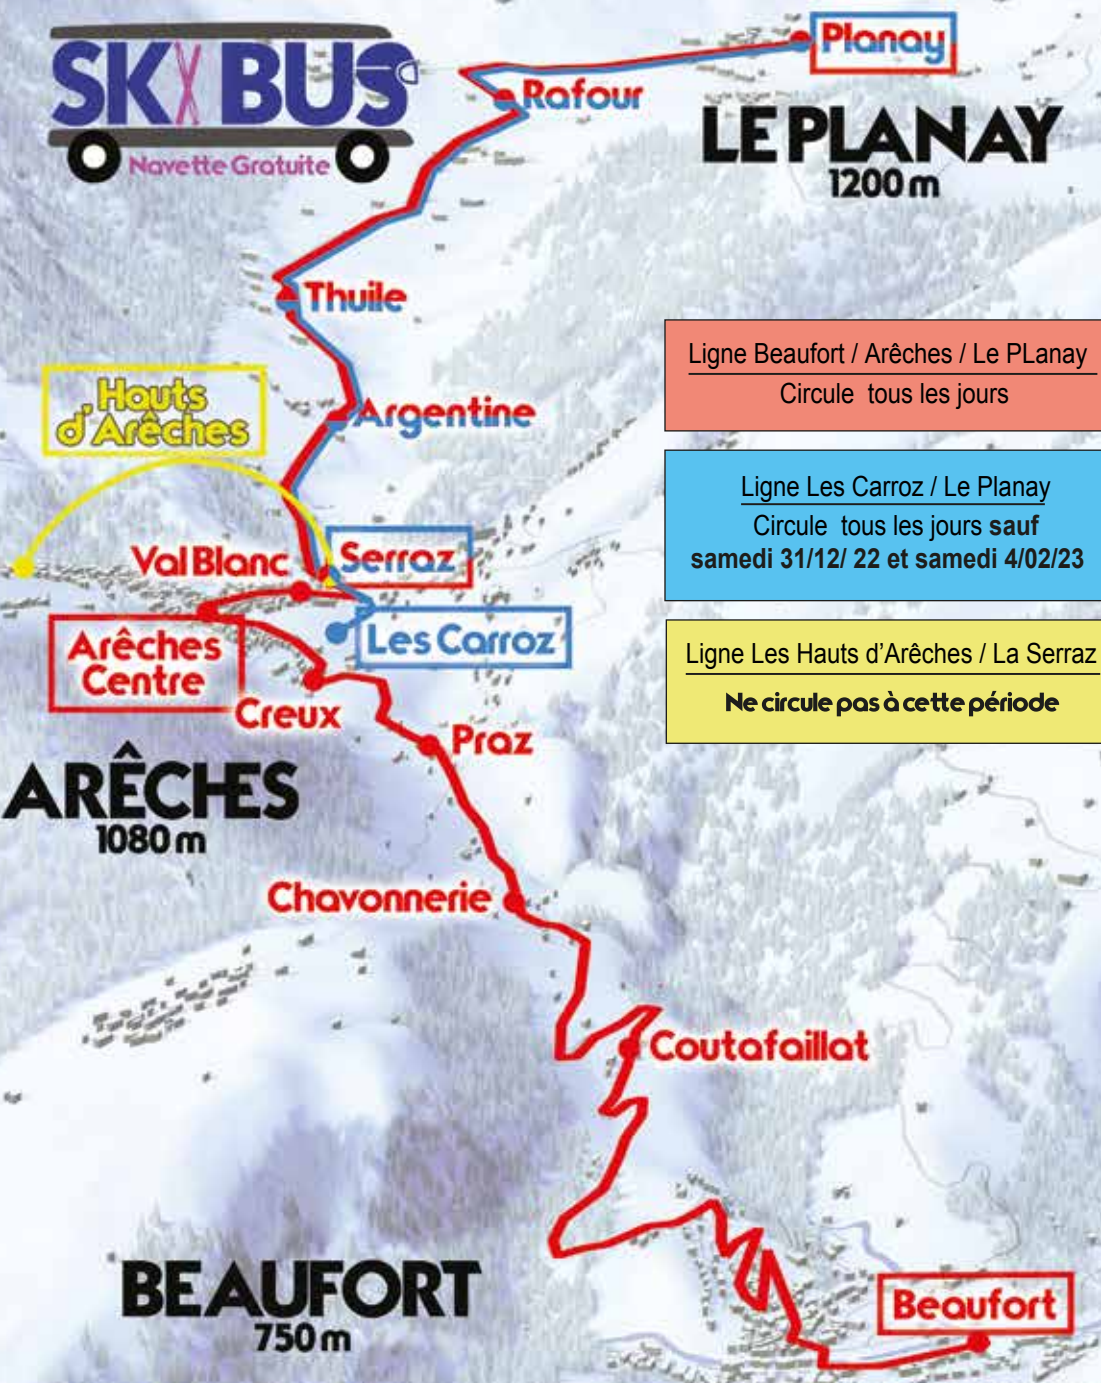 SKI BUS
Navette Gratuite
Planay
Rafour
LE PLANAY
1200 m
Thuile
Ligne Beaufort / Arêches / Le PLanay
Circule tous les jours
Hauts
d'Arêches
Argentine
Ligne Les Carroz / Le Planay
Circule tous les jours sauf
samedi 31/12/ 22 et samedi 4/02/23
Val Blanc
Serraz
Les Carroz
Arêches
Centre
Ligne Les Hauts d'Arêches / La Serraz
Ne circule pas à cette période
Creux
Praz
ARÊCHES
1080 m
Chavonnerie
Coutafaillat
BEAUFORT
750 m
Beaufort